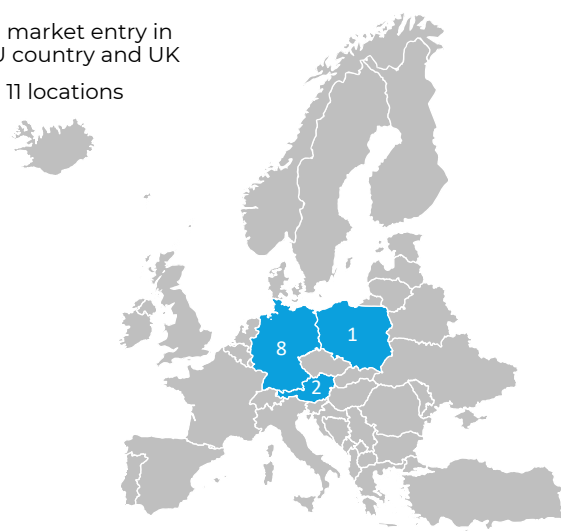 market entry in
country and UK
11 locations
1
8
2